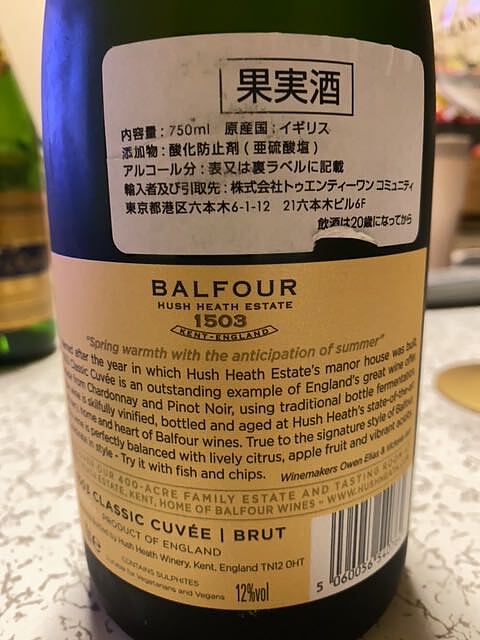 果実酒
内容量：750ml 原産国：イギリス
添加物：酸化防止剤（亜硫酸塩）
アルコール分：表又は裏ラベルに記載
輸入者及び引取先：株式会社トゥエンティーワン コミュニティ
東京都港区六本木6-1-12 21六本木ビル6F
飲酒は20歳になってから
BALFOUR
HUSH HEATH ESTATE
1503
KENT-ENGLAND
"Spring warmth with the anticipation of summer"
after the year in which Hush Heath Estate's manor house was built,
Classic Cuvée is an outstanding example of England's great wine offer.
from Chardonnay and Pinot Noir, using traditional bottle fermentation.
wine is skilfully vinified, bottled and aged at Hush Heath's state-of-the-art
home and heart of Balfour wines. True to the signature style of Balfour
is perfectly balanced with lively citrus, apple fruit and vibrant acidity.
in style - Try it with fish and chips.
Winemakers Owen Elias &
OUR 400-ACRE FAMILY ESTATE AND TASTING ROOM
ESTATE, KENT, HOME OF BALFOUR WINES • WWW.HUSHHEATH
CLASSIC CUVÉE | BRUT
PRODUCT OF ENGLAND
by Hush Heath Winery, Kent, England TN12 0HT
CONTAINS SULPHITES
for Vegetarians and Vegans
12%vol
5 060056 540